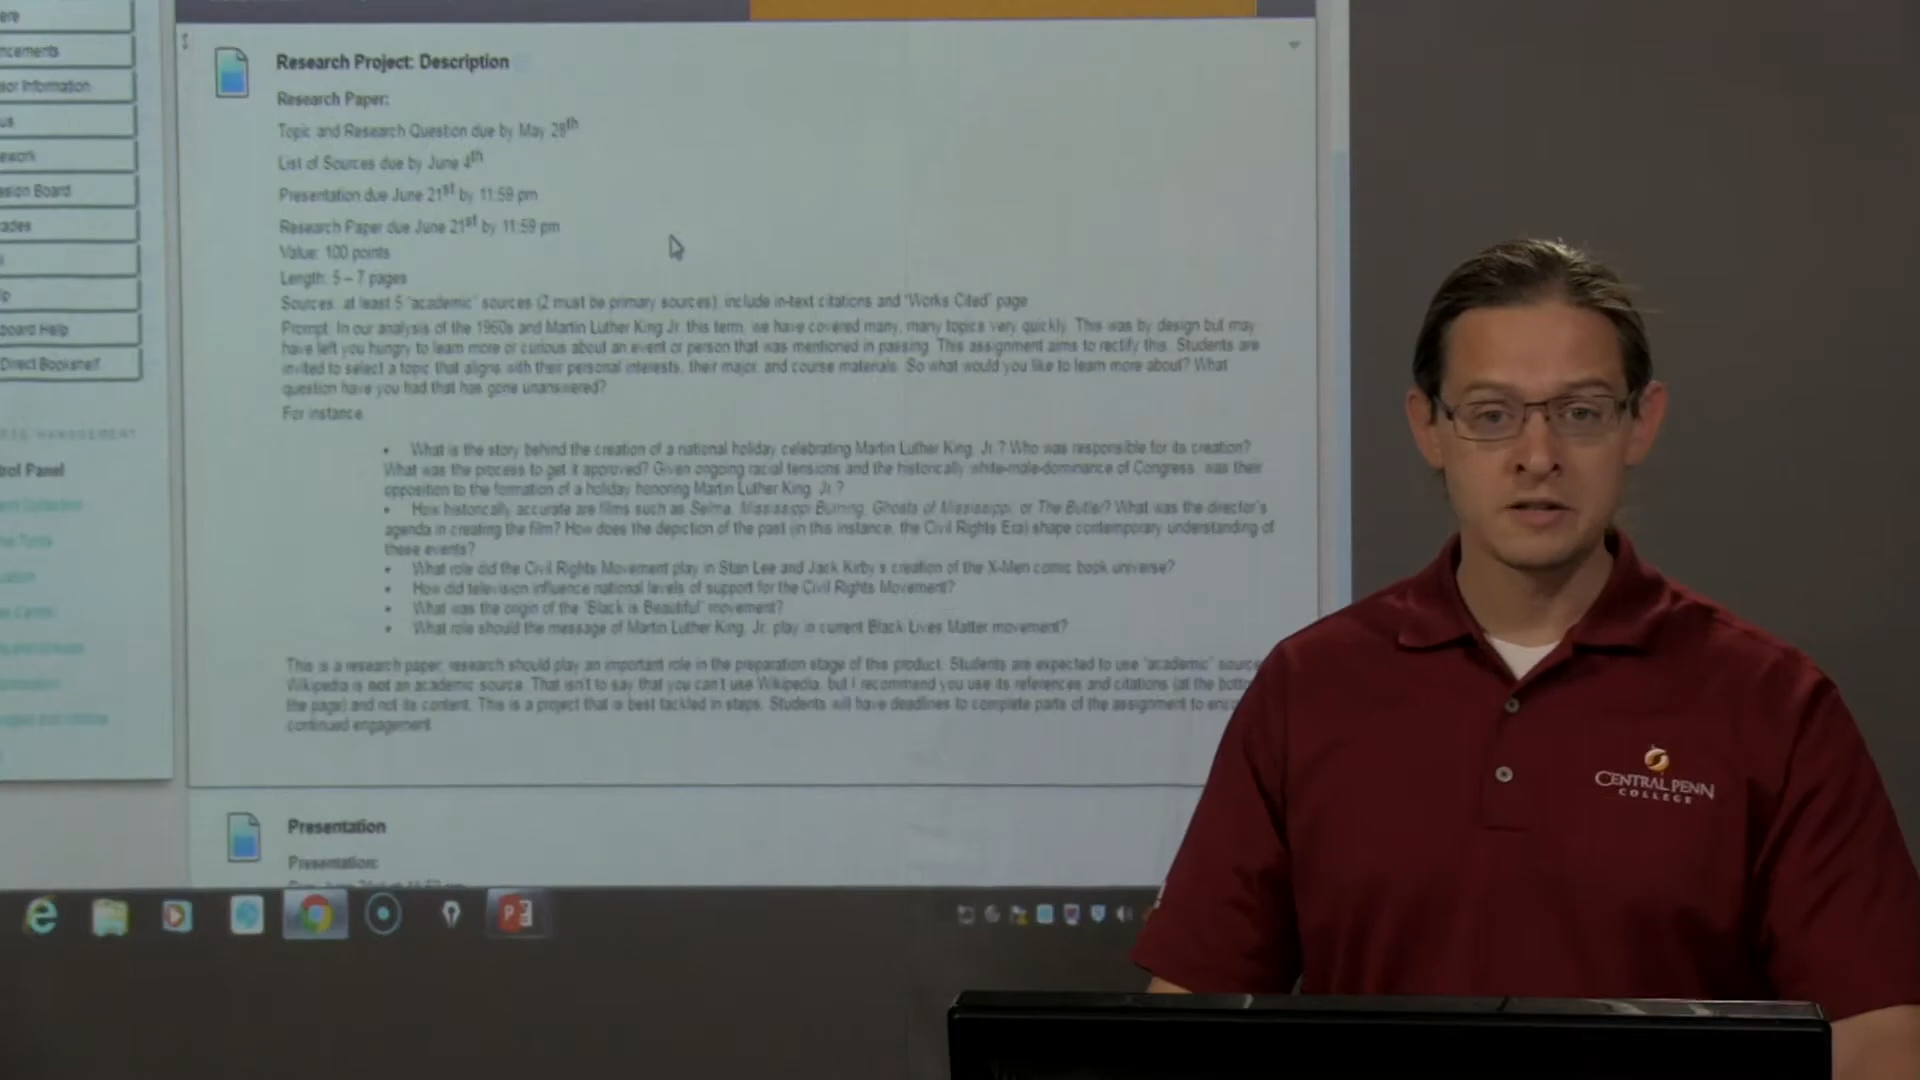 ncements
sor Information
us
ework
ssion Board
ades
lp
board Help
Direct Bookshelf
trol Panel
Research Project: Description
Research Paper:
Topic and Research Question due by May 28th
List of Sources due by June 4th
Presentation due June 21st by 11:59 pm
Research Paper due June 21st by 11:59 pm
Value: 100 points
Length: 5 – 7 pages
Sources: at least 5 "academic" sources (2 must be primary sources); include in-text citations and "Works Cited" page
Prompt: In our analysis of the 1960s and Martin Luther King Jr. this term, we have covered many, many topics very quickly. This was by design but may
have left you hungry to learn more or curious about an event or person that was mentioned in passing. This assignment aims to rectify this. Students are
invited to select a topic that aligns with their personal interests, their major, and course materials. So what would you like to learn more about? What
question have you had that has gone unanswered?
For instance
• What is the story behind the creation of a national holiday celebrating Martin Luther King, Jr.? Who was responsible for its creation?
What was the process to get it approved? Given ongoing racial tensions and the historically white-male-dominance of Congress, was their
opposition to the formation of a holiday honoring Martin Luther King, Jr.?
• How historically accurate are films such as Selma, Mississippi Burning, Ghosts of Mississippi, or The Butler? What was the director's
agenda in creating the film? How does the depiction of the past (in this instance, the Civil Rights Era) shape contemporary understanding of
these events?
• What role did the Civil Rights Movement play in Stan Lee and Jack Kirby's creation of the X-Men comic book universe?
• How did television influence national levels of support for the Civil Rights Movement?
• What was the origin of the "Black is Beautiful" movement?
• What role should the message of Martin Luther King, Jr. play in current Black Lives Matter movement?
This is a research paper; research should play an important role in the preparation stage of this product. Students are expected to use "academic" source
Wikipedia is not an academic source. That isn't to say that you can't use Wikipedia, but I recommend you use its references and citations (at the botto
the page) and not its content. This is a project that is best tackled in steps. Students will have deadlines to complete parts of the assignment to enco
continued engagement.
Presentation
Presentation:
CENTRAL PENN
COLLEGE